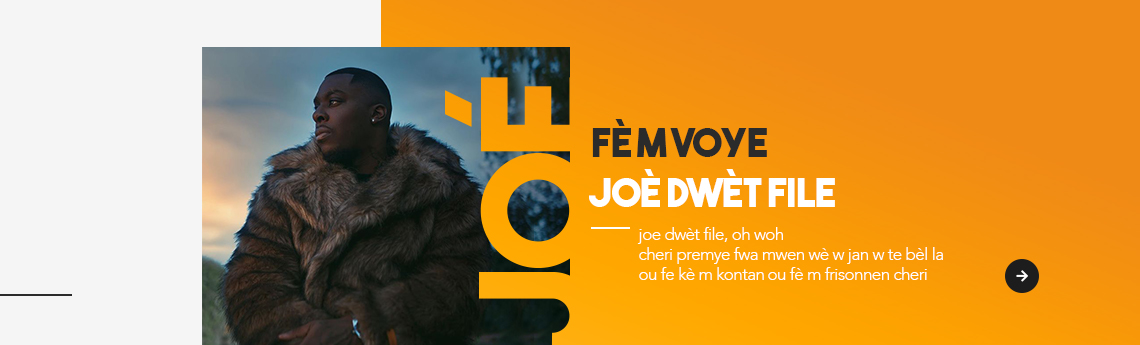 JOÈ
FÈ M VOYE
JOÈ DWÈT FILE
joe dwèt file, oh woh
cheri premye fwa mwen wè w jan w te bèl la
ou fe kè m kontan ou fè m frisonnen cheri